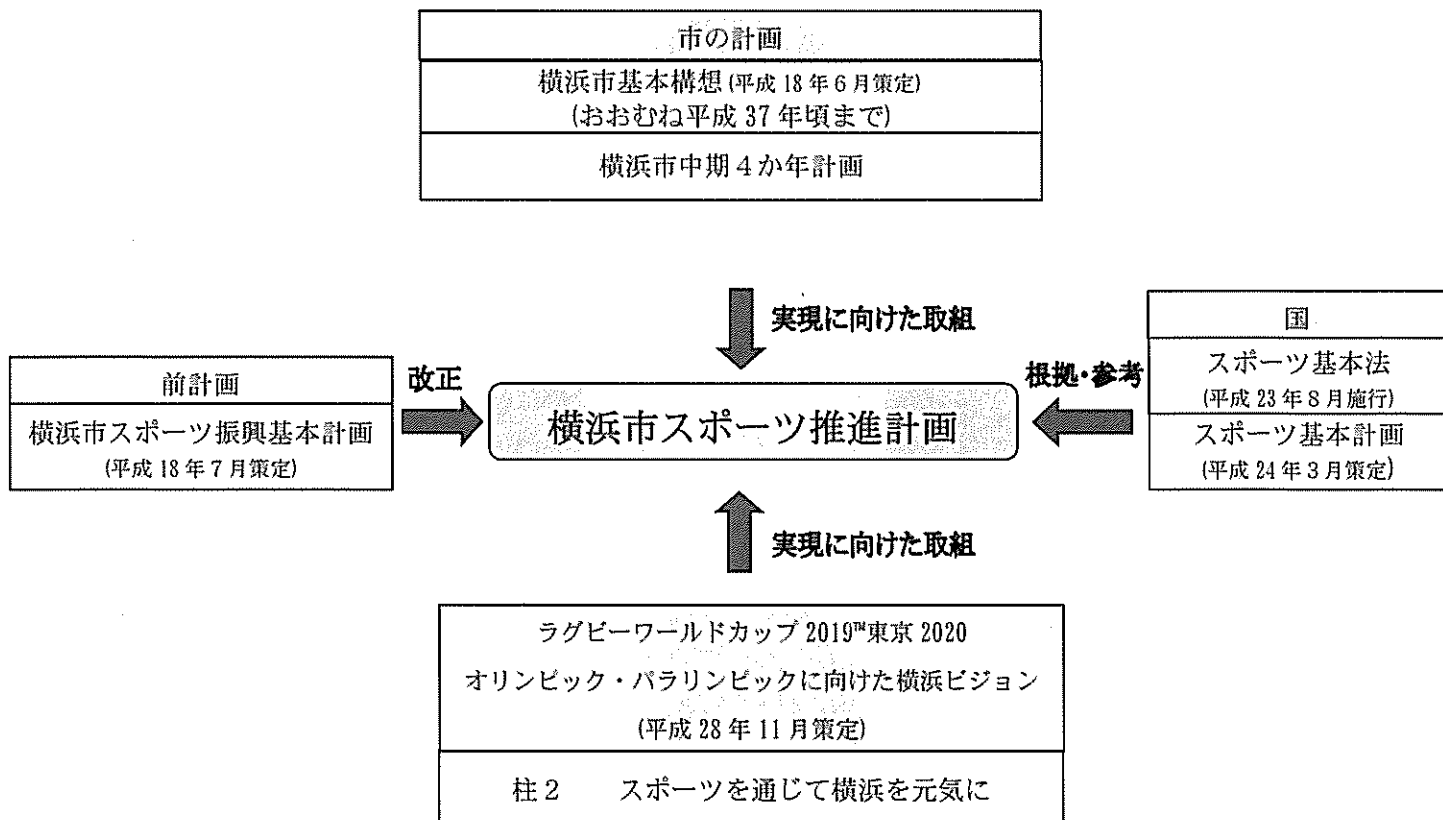 市の計画
横浜市基本構想(平成18年6月策定)
(おおむね平成37年頃まで)
横浜市中期4か年計画
実現に向けた取組
国
スポーツ基本法
(平成23年8月施行)
スポーツ基本計画
(平成24年3月策定)
根拠・参考
前計画
横浜市スポーツ振興基本計画
(平成18年7月策定)
改正
横浜市スポーツ推進計画
実現に向けた取組
ラグビーワールドカップ2019™東京2020
オリンピック・パラリンピックに向けた横浜ビジョン
(平成28年11月策定)
柱2　スポーツを通じて横浜を元気に